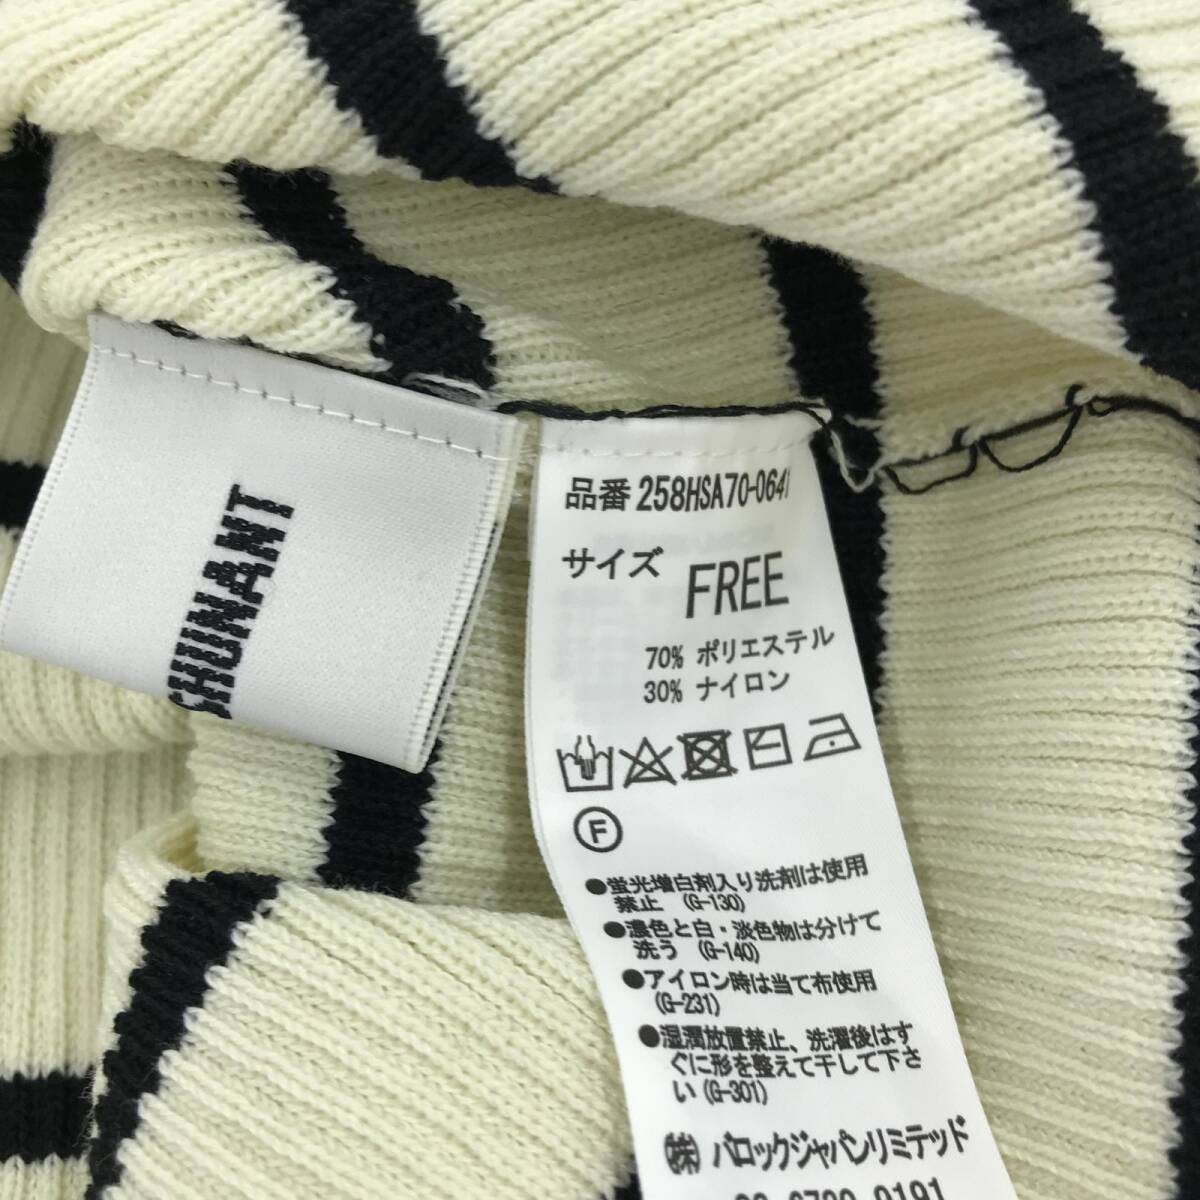 SHUNANT
品番 258HSA70-0641
サイズ FREE
70% ポリエステル
30% ナイロン
F
●蛍光増白剤入り洗剤は使用
禁止 (G-130)
●濃色と白・淡色物は分けて
洗う (G-140)
●アイロン時は当て布使用
(G-231)
●湿潤放置禁止、洗濯後はす
ぐに形を整えて干して下さ
い (G-301)
㈱ バロックジャパンリミテッド